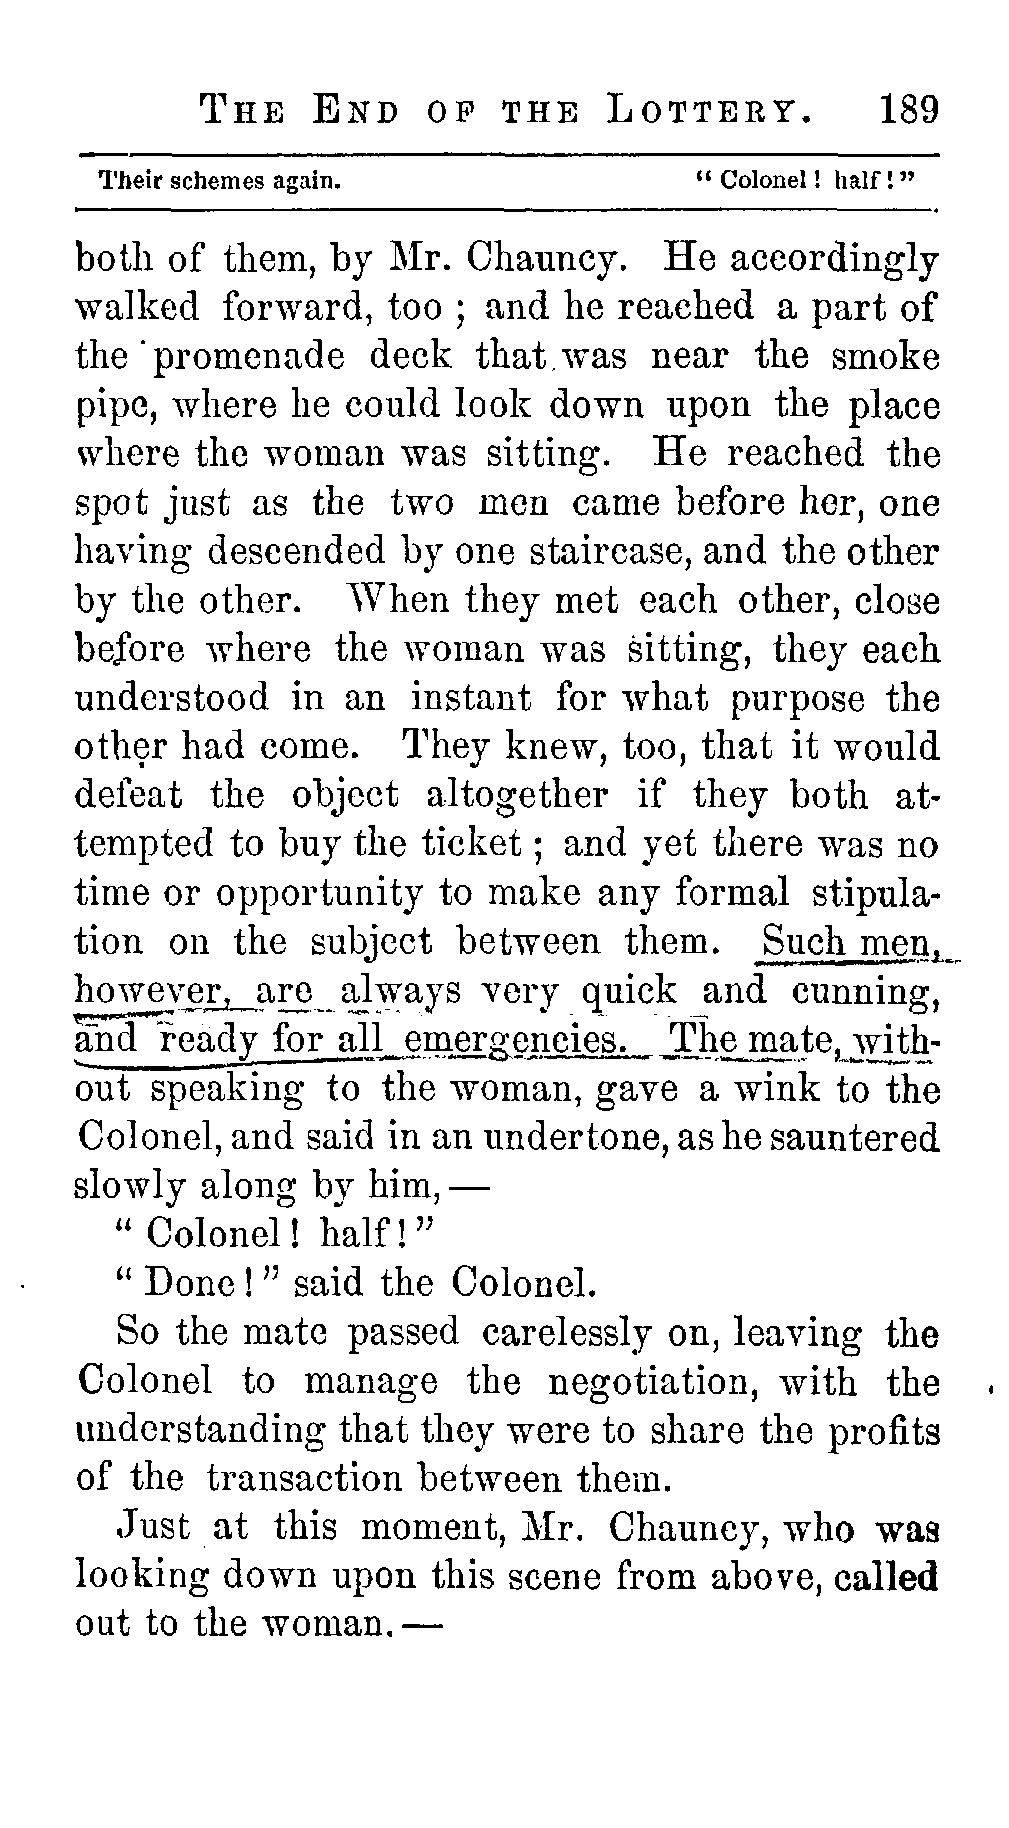 THE END OF THE LOTTERY. 189
Their schemes again. “Colonel! half!”
both of them, by Mr. Chauncy. He accordingly
walked forward, too; and he reached a part of
the promenade deck that was near the smoke
pipe, where he could look down upon the place
where the woman was sitting. He reached the
spot just as the two men came before her, one
having descended by one staircase, and the other
by the other. When they met each other, close
before where the woman was sitting, they each
understood in an instant for what purpose the
other had come. They knew, too, that it would
defeat the object altogether if they both at-
tempted to buy the ticket; and yet there was no
time or opportunity to make any formal stipula-
tion on the subject between them. Such men,
however, are always very quick and cunning,
and ready for all emergencies. The mate, with-
out speaking to the woman, gave a wink to the
Colonel, and said in an undertone, as he sauntered
slowly along by him, —
“Colonel! half!”
“Done!” said the Colonel.
So the mate passed carelessly on, leaving the
Colonel to manage the negotiation, with the
understanding that they were to share the profits
of the transaction between them.
Just at this moment, Mr. Chauncy, who was
looking down upon this scene from above, called
out to the woman. —